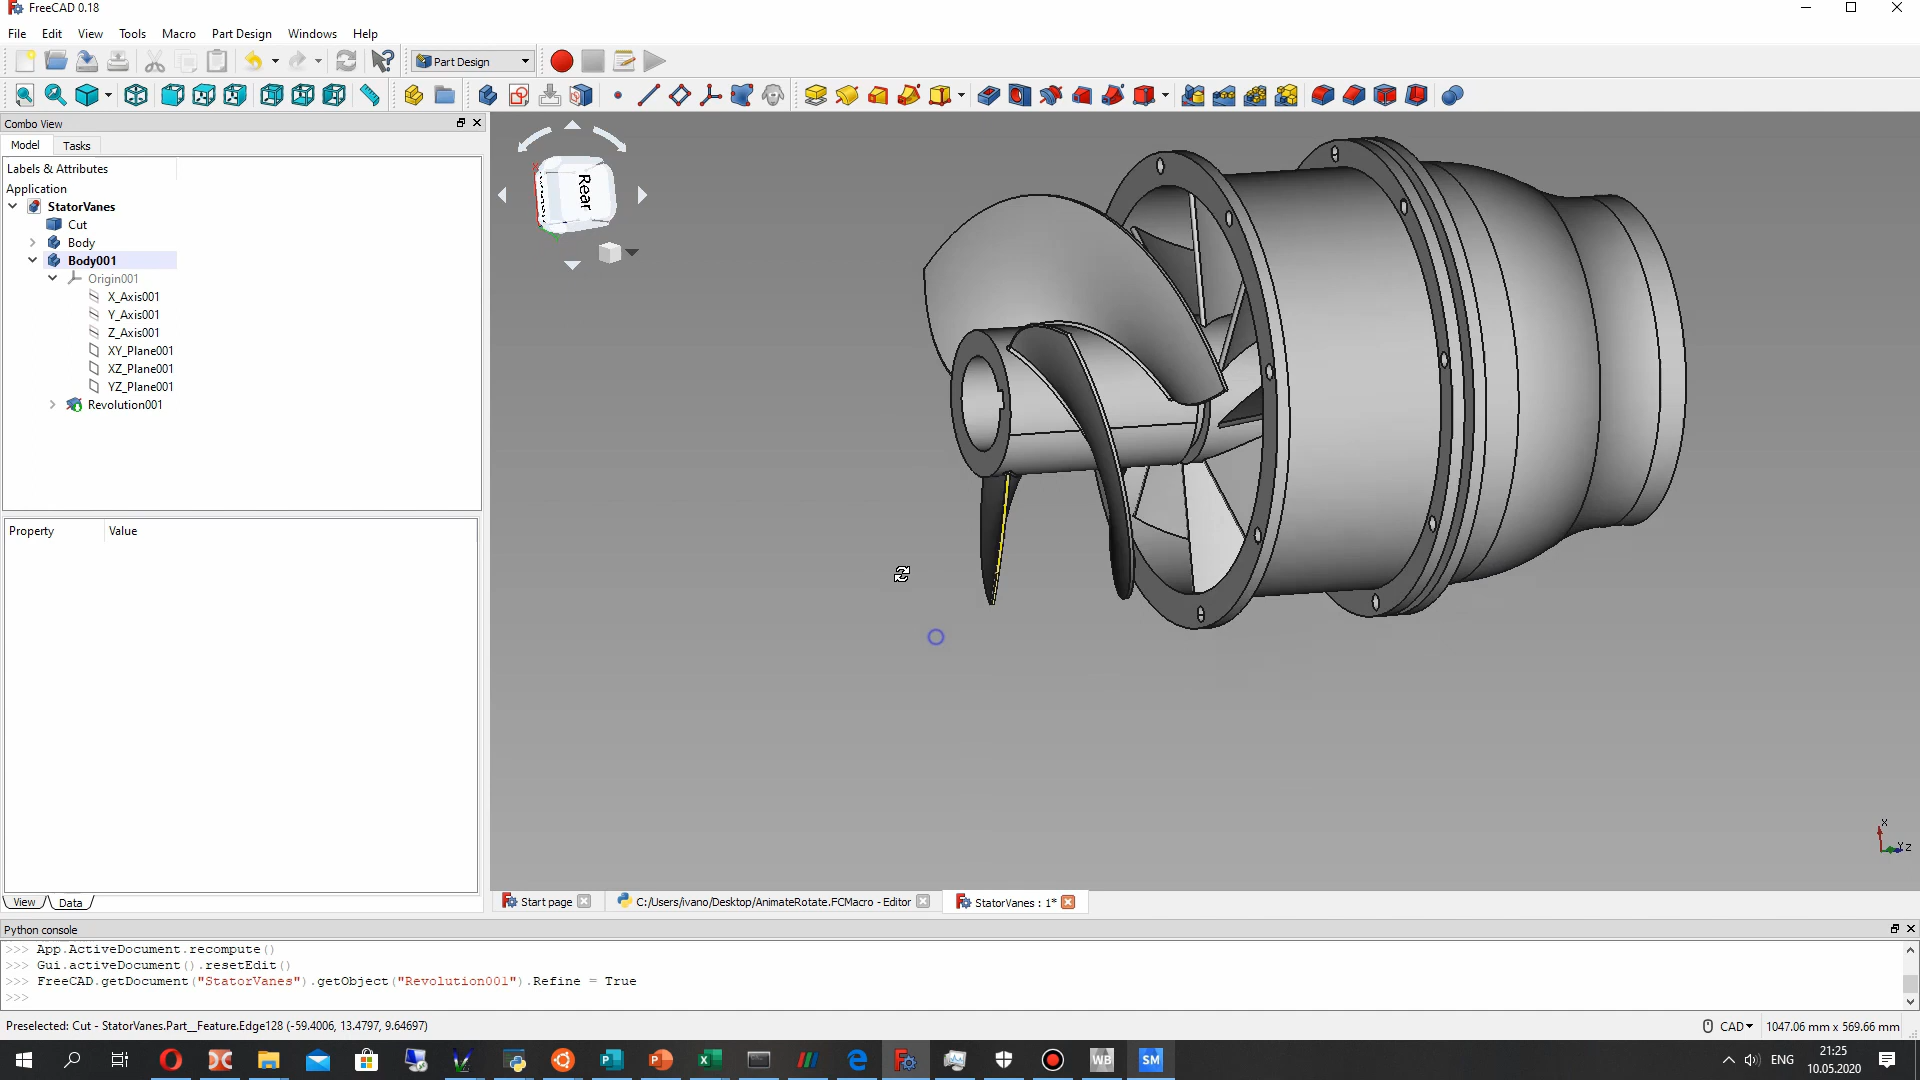 FreeCAD 0.18
File Edit View Tools Macro Part Design Windows Help
Part Design
Combo View
Model Tasks
Labels & Attributes
Application
StatorVanes
Cut
Body
Body001
Origin001
X_Axis001
Y_Axis001
Z_Axis001
XY_Plane001
XZ_Plane001
YZ_Plane001
Revolution001
Property Value
Rear
X
Y Z
View Data
Start page C:/Users/ivano/Desktop/AnimateRotate.FCMacro - Editor StatorVanes : 1*
Python console
>>> App.ActiveDocument.recompute()
>>> Gui.activeDocument().resetEdit()
>>> FreeCAD.getDocument("StatorVanes").getObject("Revolution001").Refine = True
>>>
Preselected: Cut - StatorVanes.Part__Feature.Edge128 (-59.4006, 13.4797, 9.64697)
CAD 1047.06 mm x 569.66 mm
WB SM
ENG
21:25
10.05.2020